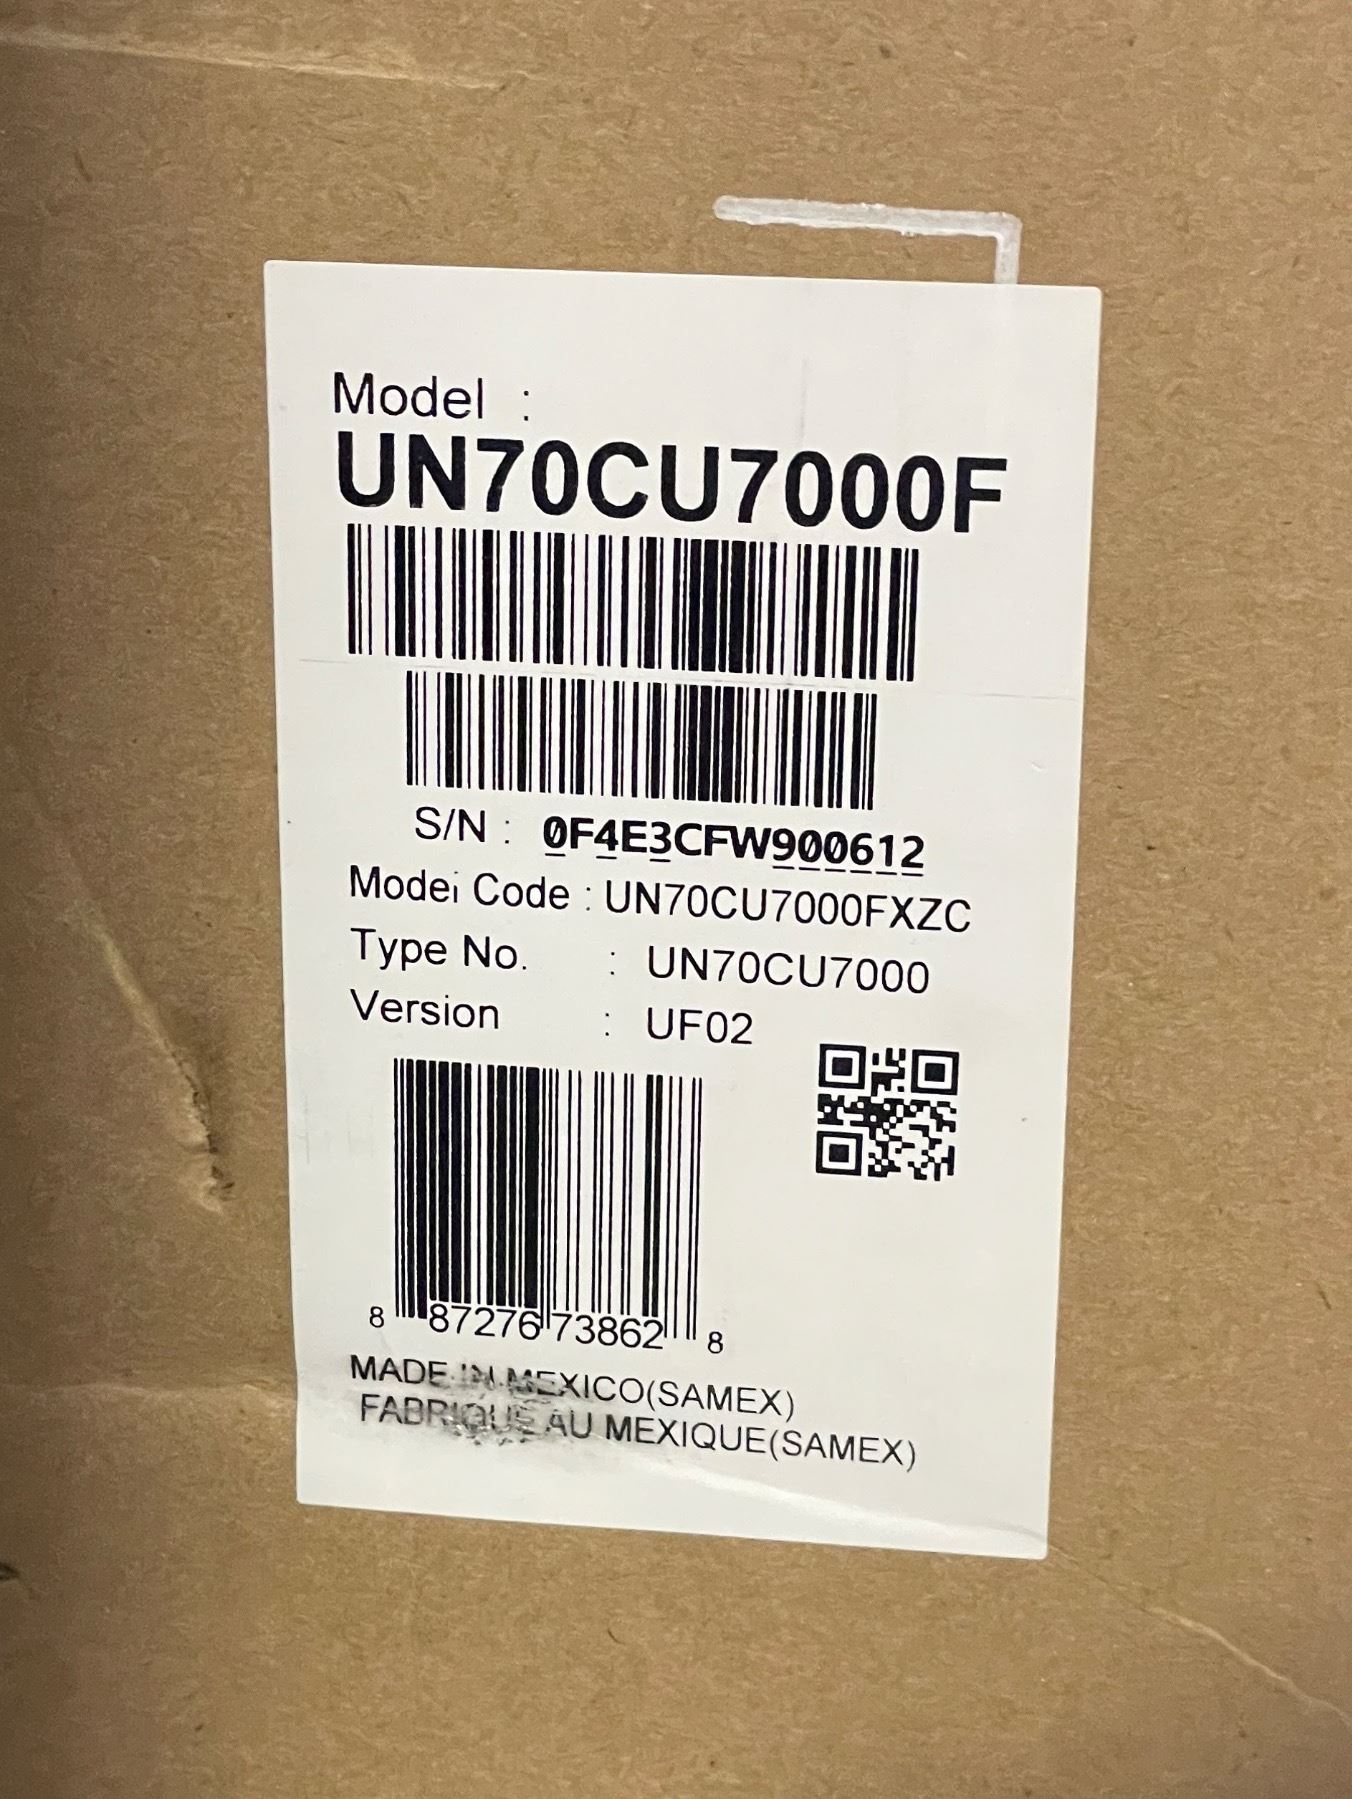 Model :
UN70CU7000F
S/N : 0F4E3CFW900612
Model Code : UN70CU7000FXZC
Type No. : UN70CU7000
Version : UF02
8 87276 73862 8
MADE IN MEXICO(SAMEX)
FABRIQUE AU MEXIQUE(SAMEX)